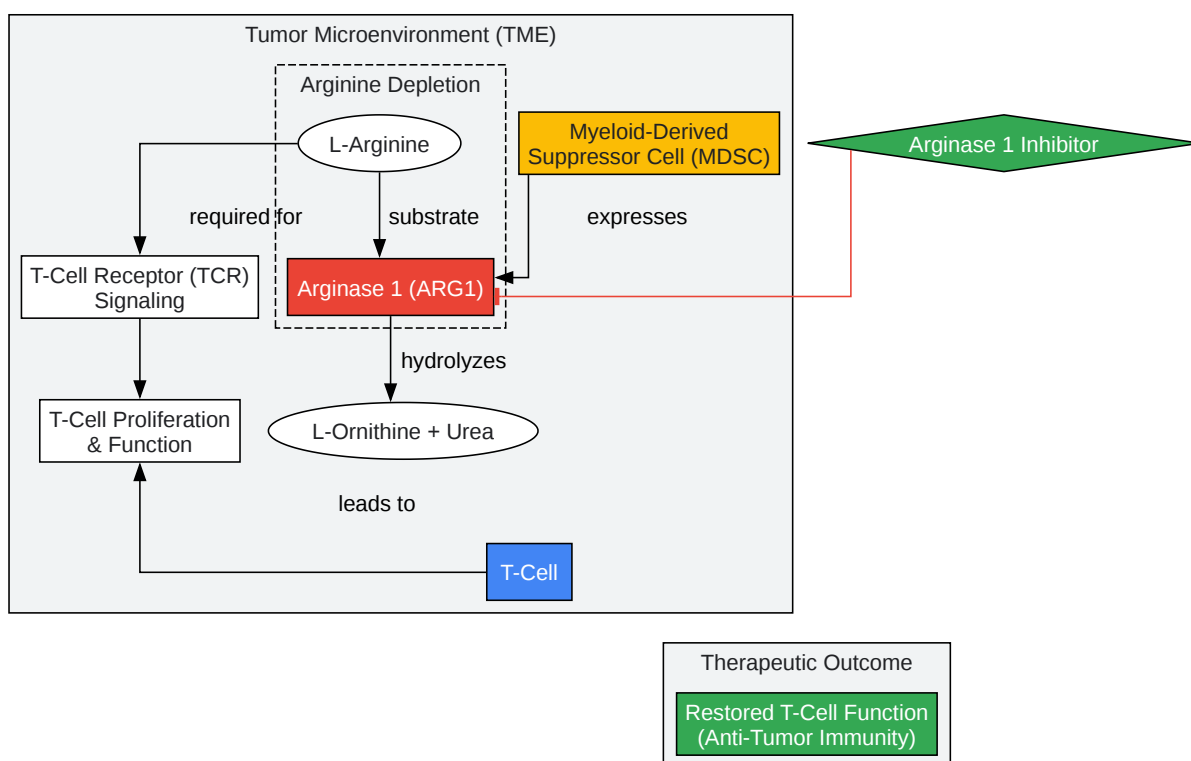 Tumor Microenvironment (TME)
Arginine Depletion
L-Arginine
Myeloid-Derived
Suppressor Cell (MDSC)
Arginase 1 Inhibitor
required for
substrate
expresses
T-Cell Receptor (TCR)
Signaling
Arginase 1 (ARG1)
hydrolyzes
T-Cell Proliferation
& Function
L-Ornithine + Urea
leads to
T-Cell
Therapeutic Outcome
Restored T-Cell Function
(Anti-Tumor Immunity)